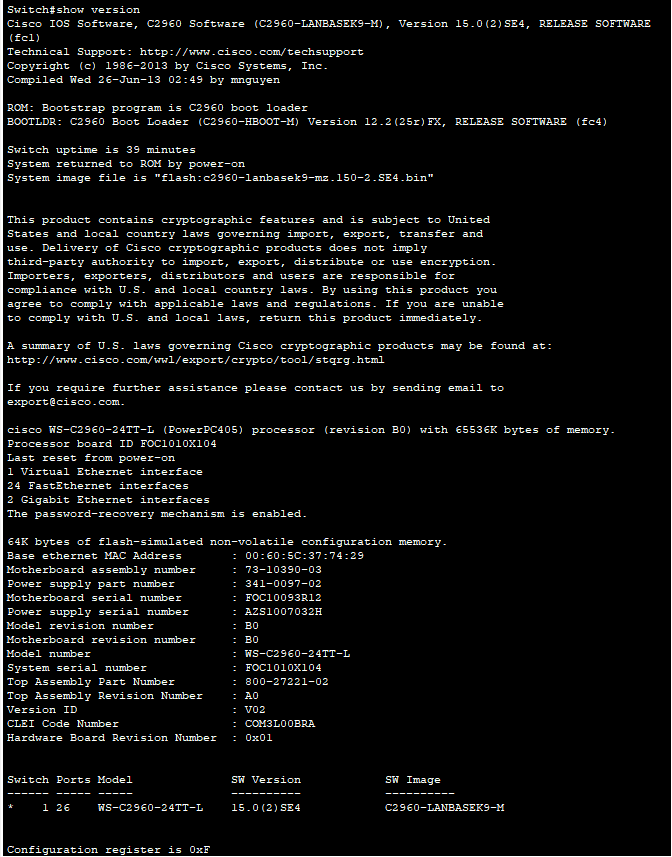 Switch#show version
Cisco IOS Software, C2960 Software (C2960-LANBASEK9-M), Version 15.0(2)SE4, RELEASE SOFTWARE
(fc1)
Technical Support: http://www.cisco.com/techsupport
Copyright (c) 1986-2013 by Cisco Systems, Inc.
Compiled Wed 26-Jun-13 02:49 by mnguyen

ROM: Bootstrap program is C2960 boot loader
BOOTLDR: C2960 Boot Loader (C2960-HBOOT-M) Version 12.2(25r)FX, RELEASE SOFTWARE (fc4)

Switch uptime is 39 minutes
System returned to ROM by power-on
System image file is "flash:c2960-lanbasek9-mz.150-2.SE4.bin"

This product contains cryptographic features and is subject to United
States and local country laws governing import, export, transfer and
use. Delivery of Cisco cryptographic products does not imply
third-party authority to import, export, distribute or use encryption.
Importers, exporters, distributors and users are responsible for
compliance with U.S. and local country laws. By using this product you
agree to comply with applicable laws and regulations. If you are unable
to comply with U.S. and local laws, return this product immediately.

A summary of U.S. laws governing Cisco cryptographic products may be found at:
http://www.cisco.com/wwl/export/crypto/tool/stqrg.html

If you require further assistance please contact us by sending email to
export@cisco.com.

cisco WS-C2960-24TT-L (PowerPC405) processor (revision B0) with 65536K bytes of memory.
Processor board ID FOC1010X104
Last reset from power-on
1 Virtual Ethernet interface
24 FastEthernet interfaces
2 Gigabit Ethernet interfaces
The password-recovery mechanism is enabled.

64K bytes of flash-simulated non-volatile configuration memory.
Base ethernet MAC Address : 00:60:5C:37:74:29
Motherboard assembly number : 73-10390-03
Power supply part number : 341-0097-02
Motherboard serial number : FOC10093R12
Power supply serial number : AZS1007032H
Model revision number : B0
Motherboard revision number : B0
Model number : WS-C2960-24TT-L
System serial number : FOC1010X104
Top Assembly Part Number : 800-27221-02
Top Assembly Revision Number : A0
Version ID : V02
CLEI Code Number : COM3L00BRA
Hardware Board Revision Number : 0x01

Switch Ports Model SW Version SW Image
------ ----- ----- ---------- ----------
* 1 26 WS-C2960-24TT-L 15.0(2)SE4 C2960-LANBASEK9-M

Configuration register is 0xF